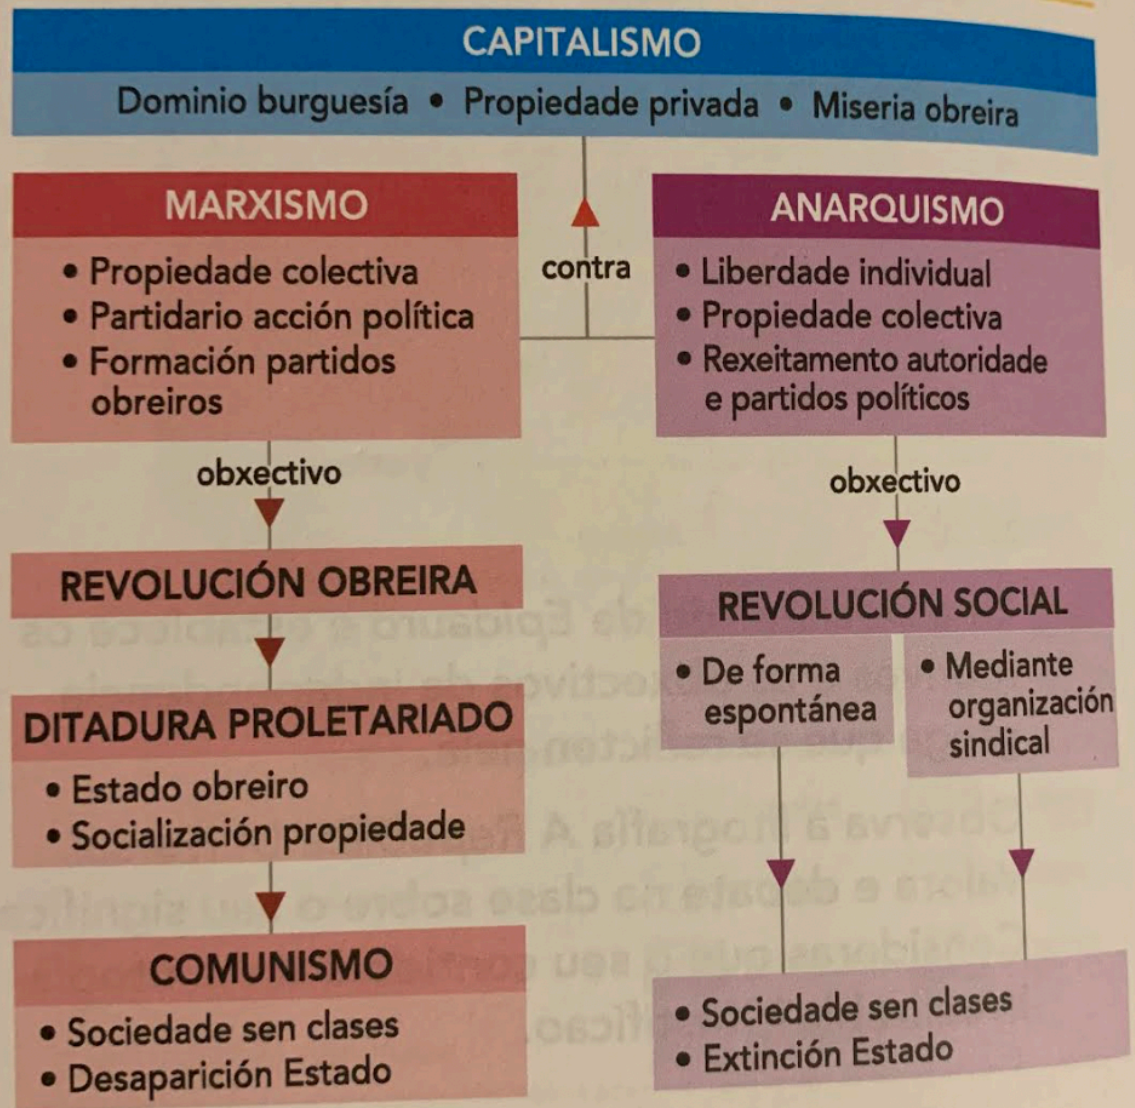 CAPITALISMO
Dominio burguesía • Propiedade privada • Miseria obreira
MARXISMO
• Propiedade colectiva
• Partidario acción política
• Formación partidos
obreiros
contra
ANARQUISMO
• Liberdade individual
• Propiedade colectiva
• Rexeitamento autoridade
e partidos políticos
obxectivo
REVOLUCIÓN OBREIRA
DITADURA PROLETARIADO
• Estado obreiro
• Socialización propiedade
COMUNISMO
• Sociedade sen clases
• Desaparición Estado
obxectivo
REVOLUCIÓN SOCIAL
• De forma
espontánea
• Mediante
organización
sindical
• Sociedade sen clases
• Extinción Estado